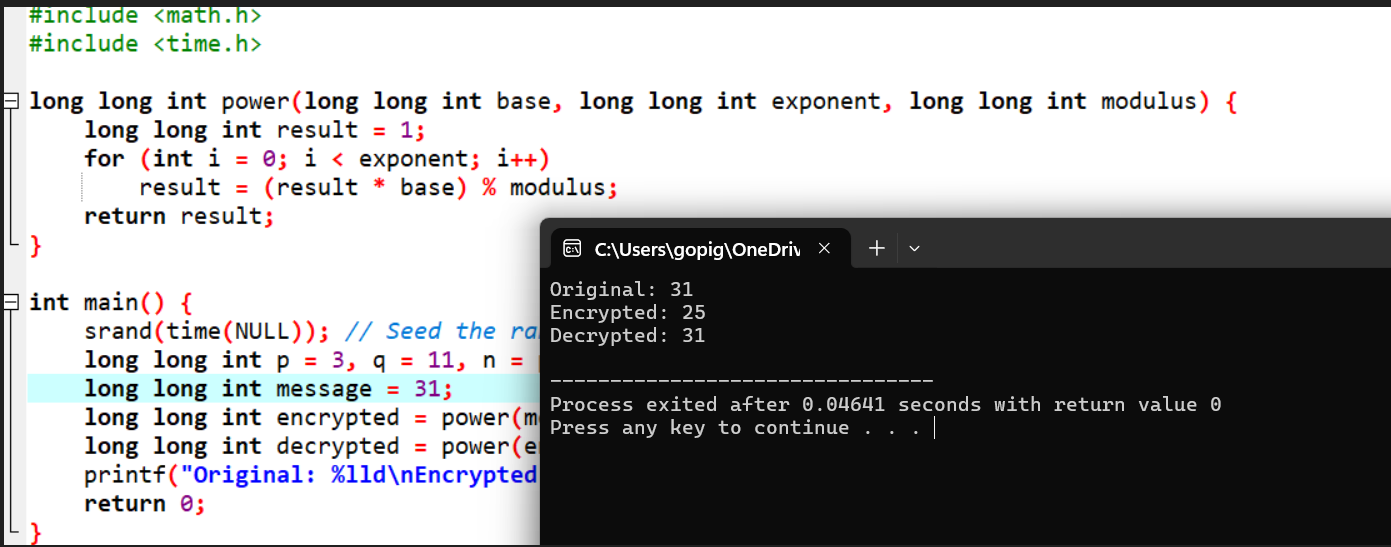 #include <math.h>
#include <time.h>
long long int power(long long int base, long long int exponent, long long int modulus) {
long long int result = 1;
for (int i = 0; i < exponent; i++)
result = (result * base) % modulus;
return result;
}
int main() {
srand(time(NULL)); // Seed the
long long int p = 3, q = 11, n =
long long int message = 31;
long long int encrypted = power(
long long int decrypted = power(
printf("Original: %lld\nEncrypted
return 0;
}
C:\Users\gopig\OneDriv
Original: 31
Encrypted: 25
Decrypted: 31
--------------------------------
Process exited after 0.04641 seconds with return value 0
Press any key to continue . . .